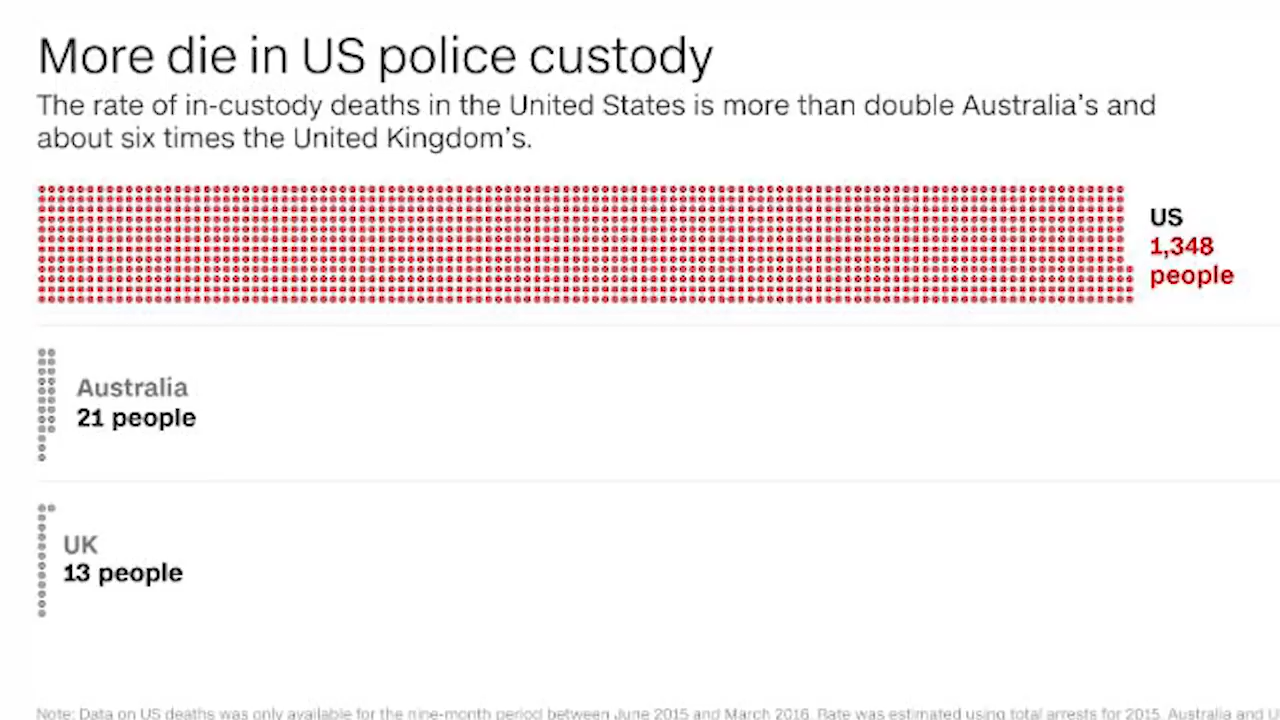 More die in US police custody
The rate of in-custody deaths in the United States is more than double Australia's and
about six times the United Kingdom's.
US
1,348
people
Australia
21 people
UK
13 people
Note: Data on US deaths was only available for the nine-month period between June 2015 and March 2016. Rate was estimated using total arrests for 2015. Australia and